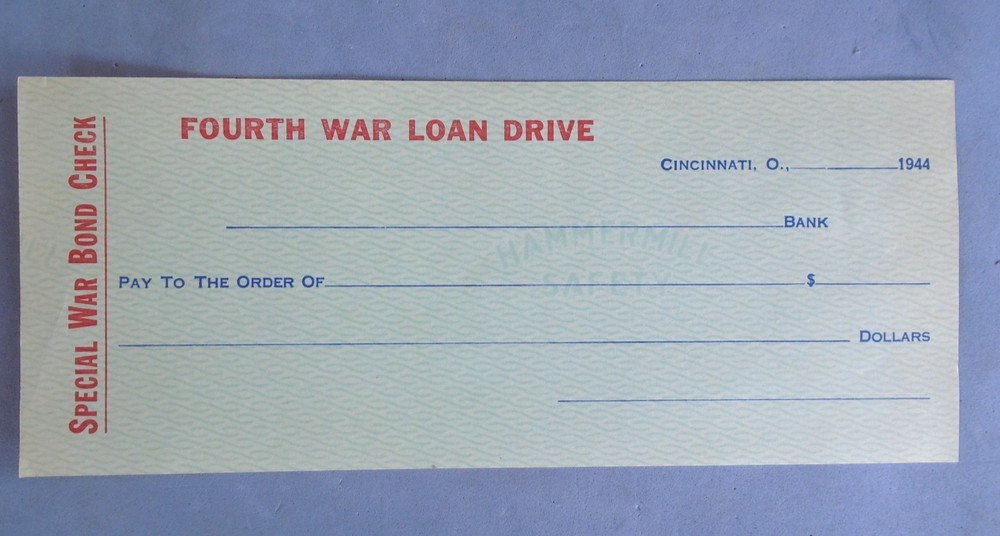 SPECIAL WAR BOND CHECK
FOURTH WAR LOAN DRIVE
CINCINNATI, O., 1944
BANK
HAMMERMILL
SAFETY
PAY TO THE ORDER OF $
DOLLARS